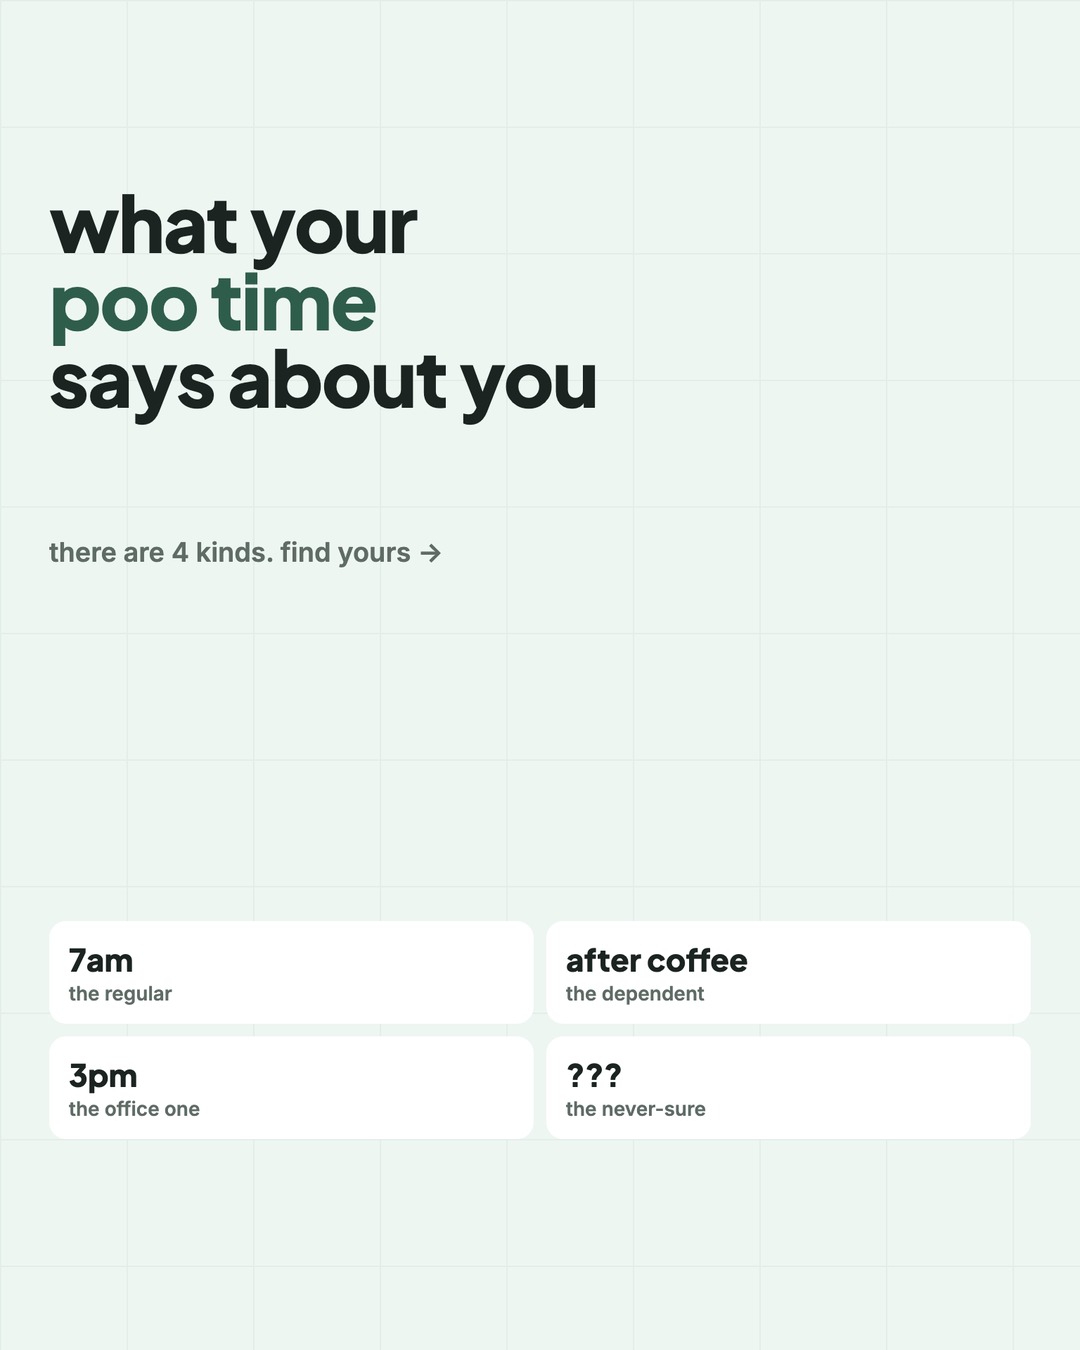 what your
poo time
says about you
there are 4 kinds. find yours →
7am
the regular
after coffee
the dependent
3pm
the office one
???
the never-sure